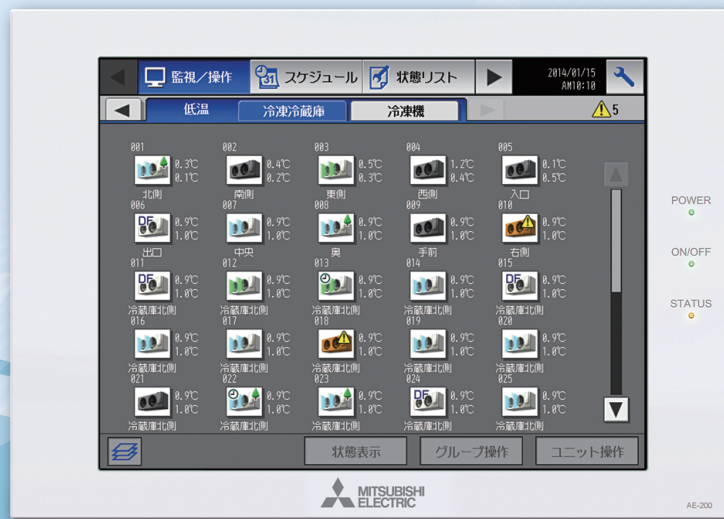 監視／操作 31 スケジュール 状態リスト 2014/01/15
AM10:10
低温 冷凍冷蔵庫 冷凍機 5
001 002 003 004 005
0.3℃ 0.4℃ 0.5℃ 1.2℃ 0.1℃
0.1℃ 0.2℃ 0.3℃ 0.4℃ 0.5℃
北側 南側 東側 西側 入口
006 007 008 009 010
DF 0.9℃ 0.9℃ 0.9℃ 0.9℃ 0.9℃
1.0℃ 1.0℃ 1.0℃ 1.0℃ 1.0℃
出口 中央 奥 手前 右側
011 012 013 014 015
DF 0.9℃ 0.9℃ 0.9℃ 0.9℃ DF 0.9℃
1.0℃ 1.0℃ 1.0℃ 1.0℃ 1.0℃
冷蔵庫北側 冷蔵庫北側 冷蔵庫北側 冷蔵庫北側 冷蔵庫北側
016 017 018 019 020
0.9℃ 0.9℃ 0.9℃ 0.9℃ 0.9℃
1.0℃ 1.0℃ 1.0℃ 1.0℃ 1.0℃
冷蔵庫北側 冷蔵庫北側 冷蔵庫北側 冷蔵庫北側 冷蔵庫北側
021 022 023 024 025
0.9℃ 0.9℃ 0.9℃ DF 0.9℃ 0.9℃
1.0℃ 1.0℃ 1.0℃ 1.0℃ 1.0℃
冷蔵庫北側 冷蔵庫北側 冷蔵庫北側 冷蔵庫北側 冷蔵庫北側
状態表示 グループ操作 ユニット操作
POWER
ON/OFF
STATUS
MITSUBISHI
ELECTRIC
AE-200